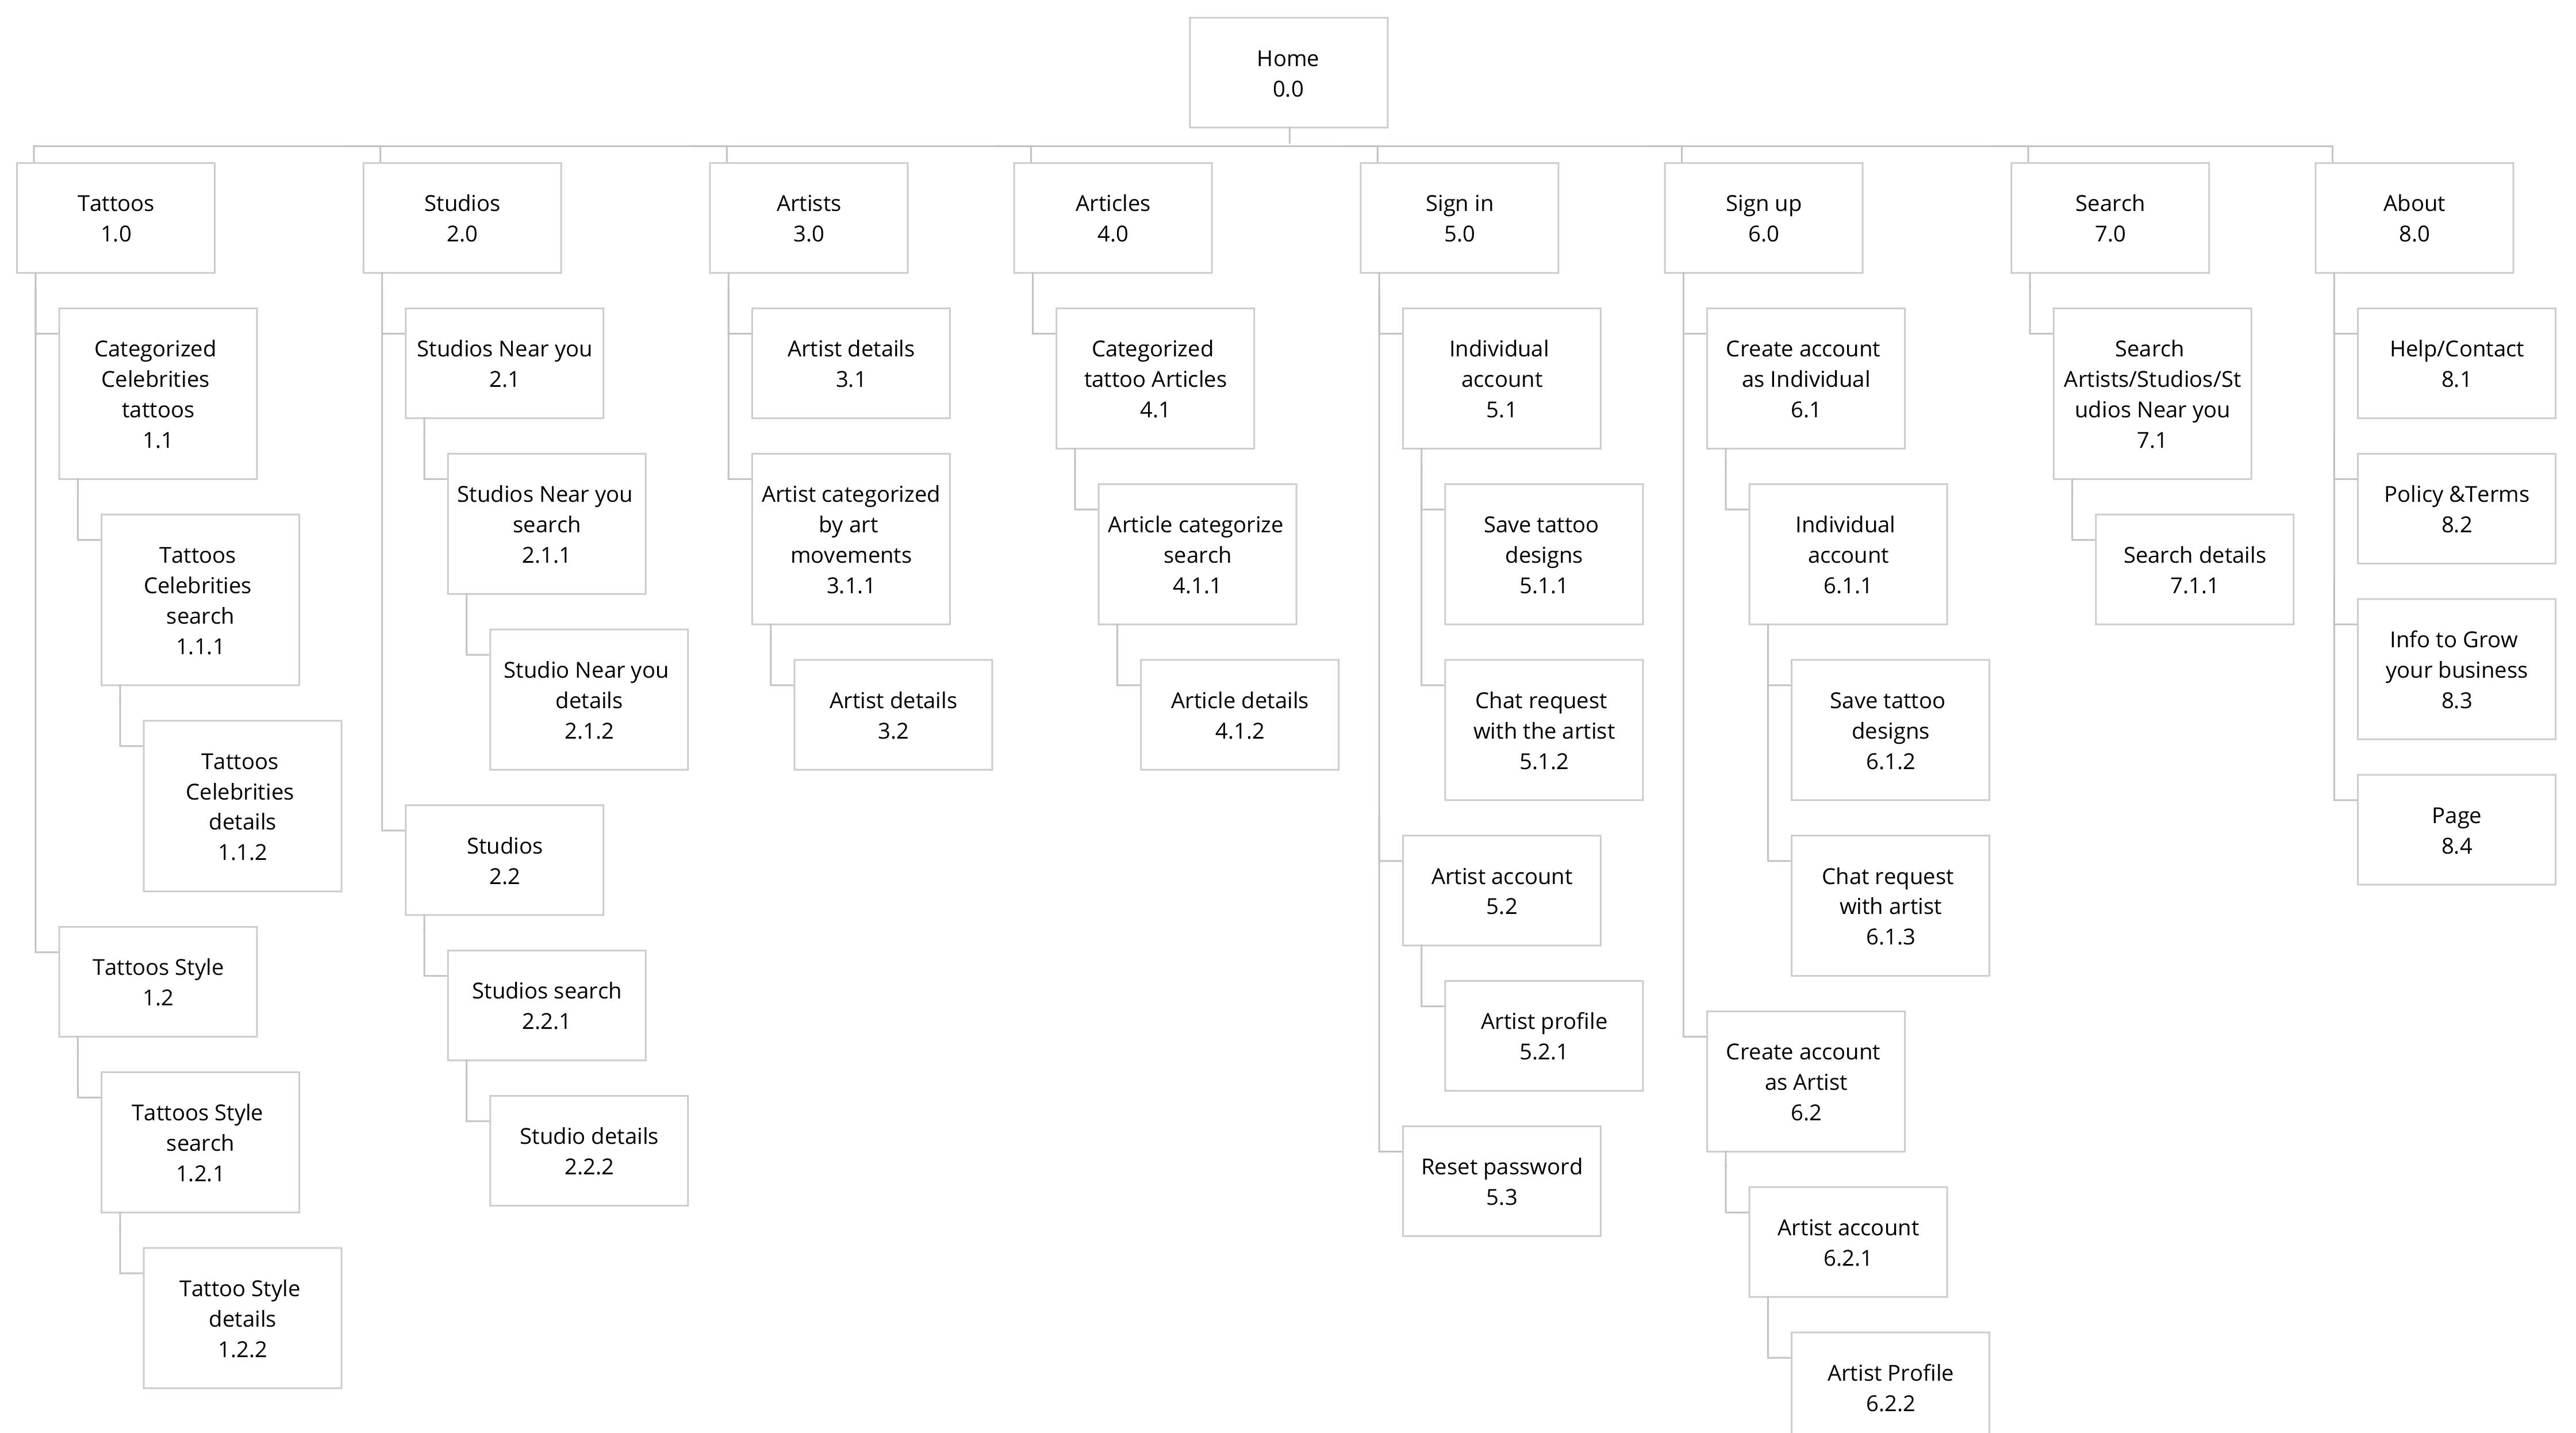 Home
0.0
Tattoos
1.0
Categorized
Celebrities
tattoos
1.1
Tattoos
Celebrities
search
1.1.1
Tattoos
Celebrities
details
1.1.2
Tattoos Style
1.2
Tattoos Style
search
1.2.1
Tattoo Style
details
1.2.2
Studios
2.0
Studios Near you
2.1
Studios Near you
search
2.1.1
Studio Near you
details
2.1.2
Studios
2.2
Studios search
2.2.1
Studio details
2.2.2
Artists
3.0
Artist details
3.1
Artist categorized
by art
movements
3.1.1
Artist details
3.2
Articles
4.0
Categorized
tattoo Articles
4.1
Article categorize
search
4.1.1
Article details
4.1.2
Sign in
5.0
Individual
account
5.1
Save tattoo
designs
5.1.1
Chat request
with the artist
5.1.2
Artist account
5.2
Artist profile
5.2.1
Reset password
5.3
Sign up
6.0
Create account
as Individual
6.1
Individual
account
6.1.1
Save tattoo
designs
6.1.2
Chat request
with artist
6.1.3
Create account
as Artist
6.2
Artist account
6.2.1
Artist Profile
6.2.2
Search
7.0
Search
Artists/Studios/St
udios Near you
7.1
Search details
7.1.1
About
8.0
Help/Contact
8.1
Policy &Terms
8.2
Info to Grow
your business
8.3
Page
8.4